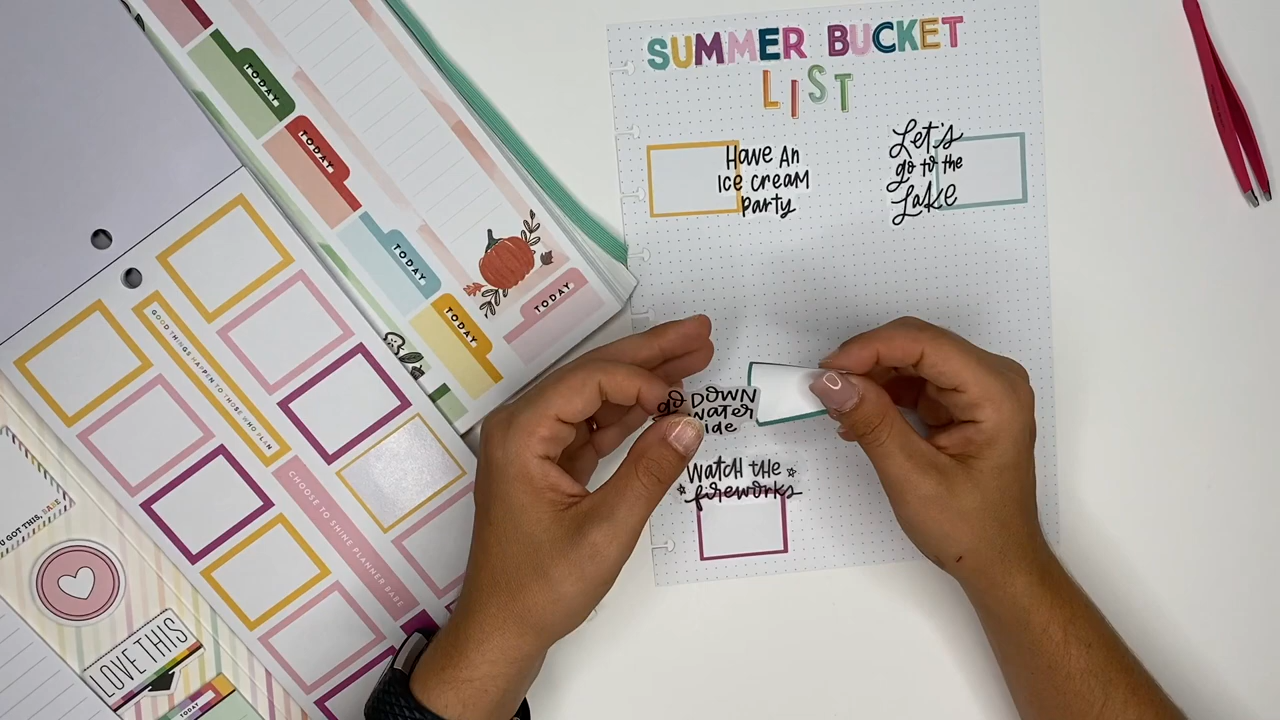 SUMMER BUCKET
LIST
Have An
Ice cream
Party
Let's
go to the
Lake
go DOWN
water
Watch the
fireworks
TODAY
TODAY
TODAY
TODAY
TODAY
GOOD THINGS HAPPEN TO THOSE WHO PLAN
CHOOSE TO SHINE PLANNER BABE
GOT THIS, BABE
LOVE THIS
TODAY